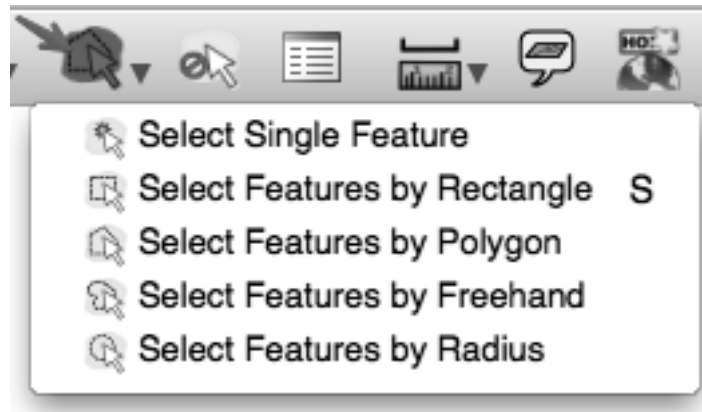 HO
Select Single Feature
Select Features by Rectangle S
Select Features by Polygon
Select Features by Freehand
Select Features by Radius